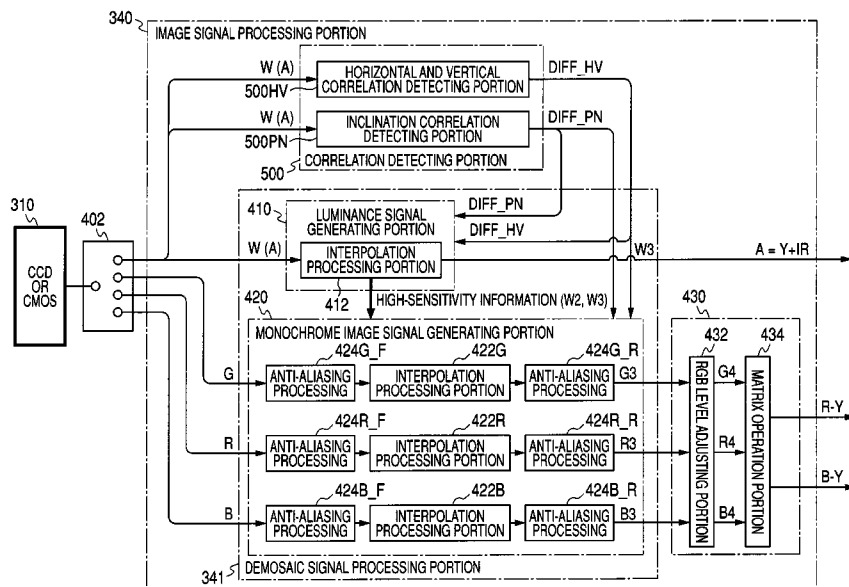 340
IMAGE SIGNAL PROCESSING PORTION
W (A)
HORIZONTAL AND VERTICAL
CORRELATION DETECTING PORTION
DIFF_HV
500HV
W (A)
INCLINATION CORRELATION
DETECTING PORTION
DIFF_PN
500PN
500
CORRELATION DETECTING PORTION
310
402
CCD
OR
CMOS
410
LUMINANCE SIGNAL
GENERATING PORTION
DIFF_PN
DIFF_HV
W (A)
INTERPOLATION
PROCESSING PORTION
W3
A = Y+IR
412
HIGH-SENSITIVITY INFORMATION (W2, W3)
420
MONOCHROME IMAGE SIGNAL GENERATING PORTION
424G_F
422G
424G_R
G
ANTI-ALIASING
PROCESSING
INTERPOLATION
PROCESSING PORTION
ANTI-ALIASING
PROCESSING
G3
424R_F
422R
424R_R
R
ANTI-ALIASING
PROCESSING
INTERPOLATION
PROCESSING PORTION
ANTI-ALIASING
PROCESSING
R3
424B_F
422B
424B_R
B
ANTI-ALIASING
PROCESSING
INTERPOLATION
PROCESSING PORTION
ANTI-ALIASING
PROCESSING
B3
341
DEMOSAIC SIGNAL PROCESSING PORTION
430
432
434
RGB LEVEL ADJUSTING PORTION
G4
R4
B4
MATRIX OPERATION PORTION
R-Y
B-Y